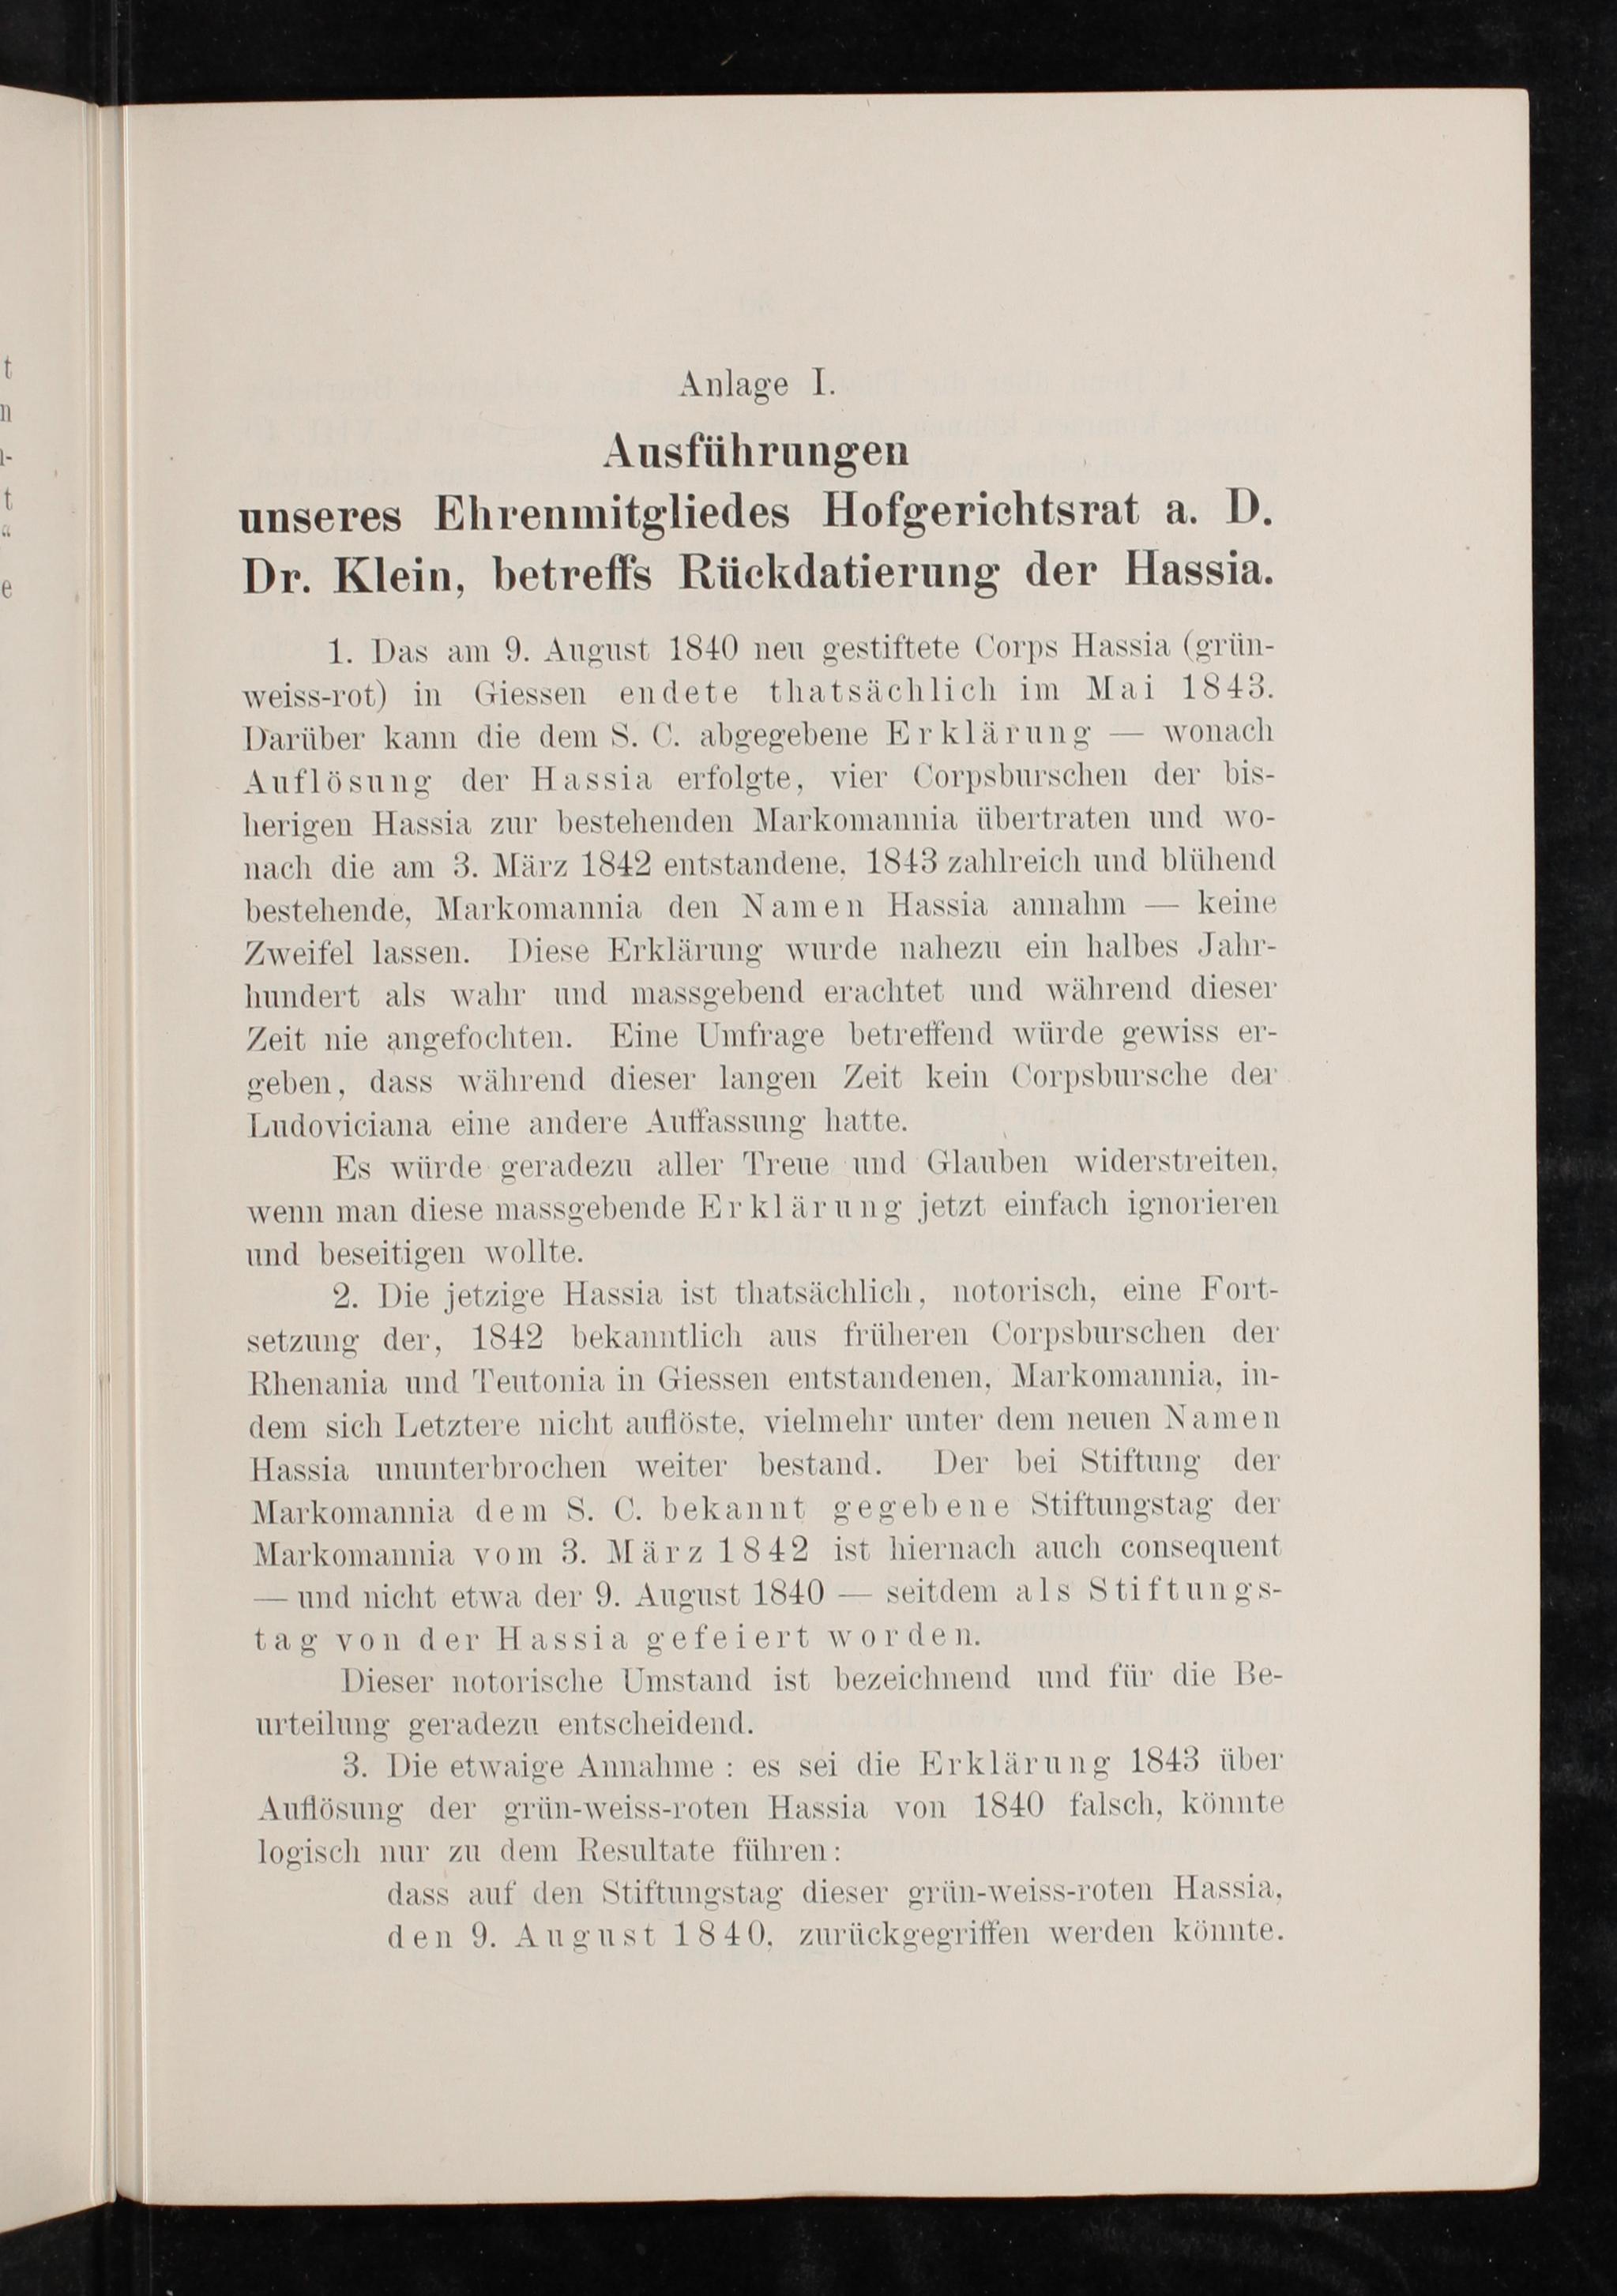 Anlage I.
Ausführungen
unseres Ehrenmitgliedes Hofgerichtsrat a. D.
Dr. Klein, betreffs Rückdatierung der Hassia.
1. Das am 9. August 1840 neu gestiftete Corps Hassia (grün-
weiss-rot) in Giessen endete thatsächlich im Mai 1843.
Darüber kann die dem S. C. abgegebene Erklärung — wonach
Auflösung der Hassia erfolgte, vier Corpsburschen der bis-
herigen Hassia zur bestehenden Markomannia übertraten und wo-
nach die am 3. März 1842 entstandene, 1843 zahlreich und blühend
bestehende, Markomannia den Namen Hassia annahm — keine
Zweifel lassen. Diese Erklärung wurde nahezu ein halbes Jahr-
hundert als wahr und massgebend erachtet und während dieser
Zeit nie angefochten. Eine Umfrage betreffend würde gewiss er-
geben, dass während dieser langen Zeit kein Corpsbursche der
Ludoviciana eine andere Auffassung hatte.
Es würde geradezu aller Treue und Glauben widerstreiten,
wenn man diese massgebende Erklärung jetzt einfach ignorieren
und beseitigen wollte.
2. Die jetzige Hassia ist thatsächlich, notorisch, eine Fort-
setzung der, 1842 bekanntlich aus früheren Corpsburschen der
Rhenania und Teutonia in Giessen entstandenen, Markomannia, in-
dem sich Letztere nicht auflöste, vielmehr unter dem neuen Namen
Hassia ununterbrochen weiter bestand. Der bei Stiftung der
Markomannia dem S. C. bekannt gegebene Stiftungstag der
Markomannia vom 3. März 1842 ist hiernach auch consequent
— und nicht etwa der 9. August 1840 — seitdem als Stiftungs-
tag von der Hassia gefeiert worden.
Dieser notorische Umstand ist bezeichnend und für die Be-
urteilung geradezu entscheidend.
3. Die etwaige Annahme : es sei die Erklärung 1843 über
Auflösung der grün-weiss-roten Hassia von 1840 falsch, könnte
logisch nur zu dem Resultate führen:
dass auf den Stiftungstag dieser grün-weiss-roten Hassia,
den 9. August 1840, zurückgegriffen werden könnte.